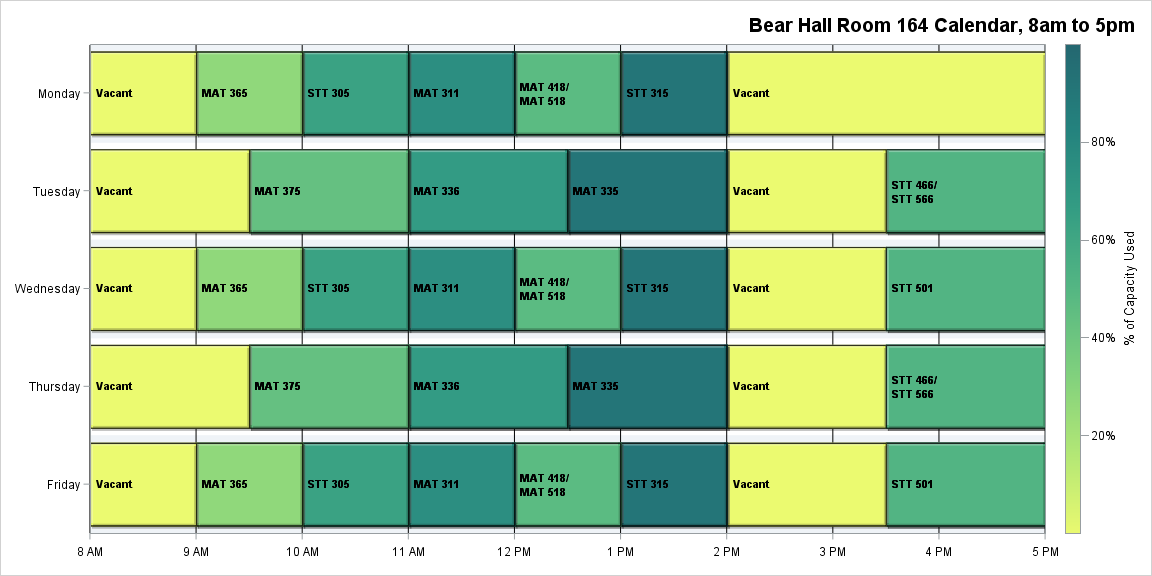 Bear Hall Room 164 Calendar, 8am to 5pm
Monday
Vacant
MAT 365
STT 305
MAT 311
MAT 418/
MAT 518
STT 315
Vacant
Tuesday
Vacant
MAT 375
MAT 336
MAT 335
Vacant
STT 466/
STT 566
Wednesday
Vacant
MAT 365
STT 305
MAT 311
MAT 418/
MAT 518
STT 315
Vacant
STT 501
Thursday
Vacant
MAT 375
MAT 336
MAT 335
Vacant
STT 466/
STT 566
Friday
Vacant
MAT 365
STT 305
MAT 311
MAT 418/
MAT 518
STT 315
Vacant
STT 501
8 AM
9 AM
10 AM
11 AM
12 PM
1 PM
2 PM
3 PM
4 PM
5 PM
80%
60%
40%
20%
% of Capacity Used